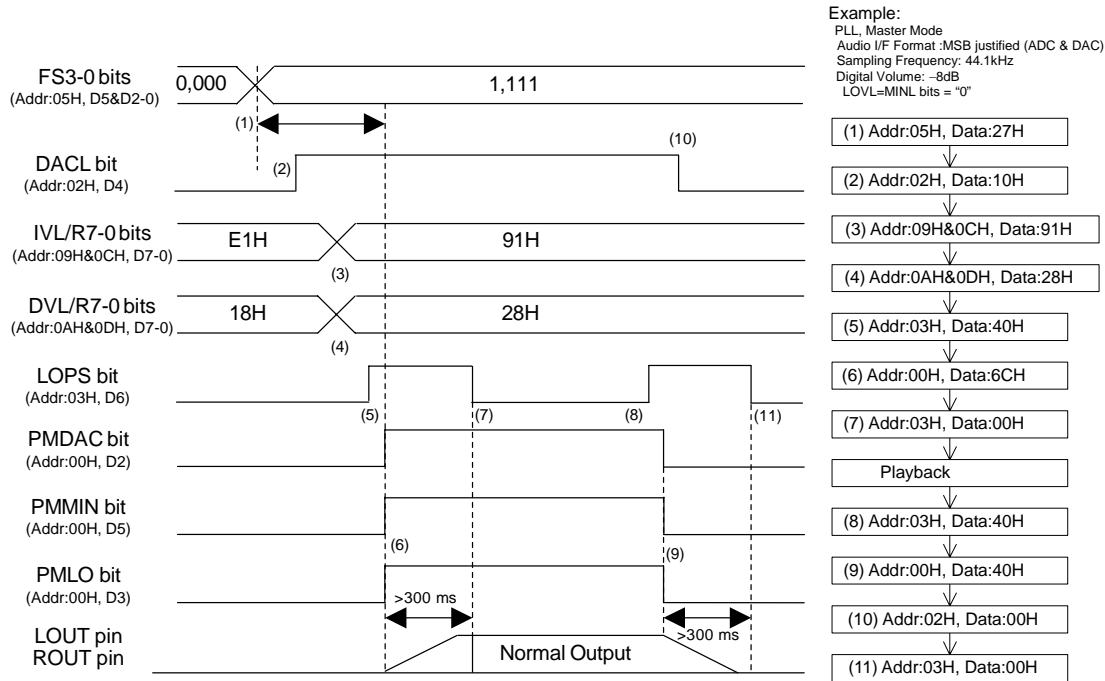 Example:
PLL, Master Mode
Audio I/F Format :MSB justified (ADC & DAC)
Sampling Frequency: 44.1kHz
Digital Volume: −8dB
LOVL=MINL bits = “0”
FS3-0 bits
(Addr:05H, D5&D2-0)
0,000
1,111
(1)
DACL bit
(Addr:02H, D4)
(2)
(10)
IVL/R7-0 bits
(Addr:09H&0CH, D7-0)
E1H
91H
(3)
DVL/R7-0 bits
(Addr:0AH&0DH, D7-0)
18H
28H
(4)
LOPS bit
(Addr:03H, D6)
(5)
(7)
(8)
(11)
PMDAC bit
(Addr:00H, D2)
PMMIN bit
(Addr:00H, D5)
(6)
(9)
PMLO bit
(Addr:00H, D3)
>300 ms
>300 ms
LOUT pin
ROUT pin
Normal Output
(1) Addr:05H, Data:27H
(2) Addr:02H, Data:10H
(3) Addr:09H&0CH, Data:91H
(4) Addr:0AH&0DH, Data:28H
(5) Addr:03H, Data:40H
(6) Addr:00H, Data:6CH
(7) Addr:03H, Data:00H
Playback
(8) Addr:03H, Data:40H
(9) Addr:00H, Data:40H
(10) Addr:02H, Data:00H
(11) Addr:03H, Data:00H